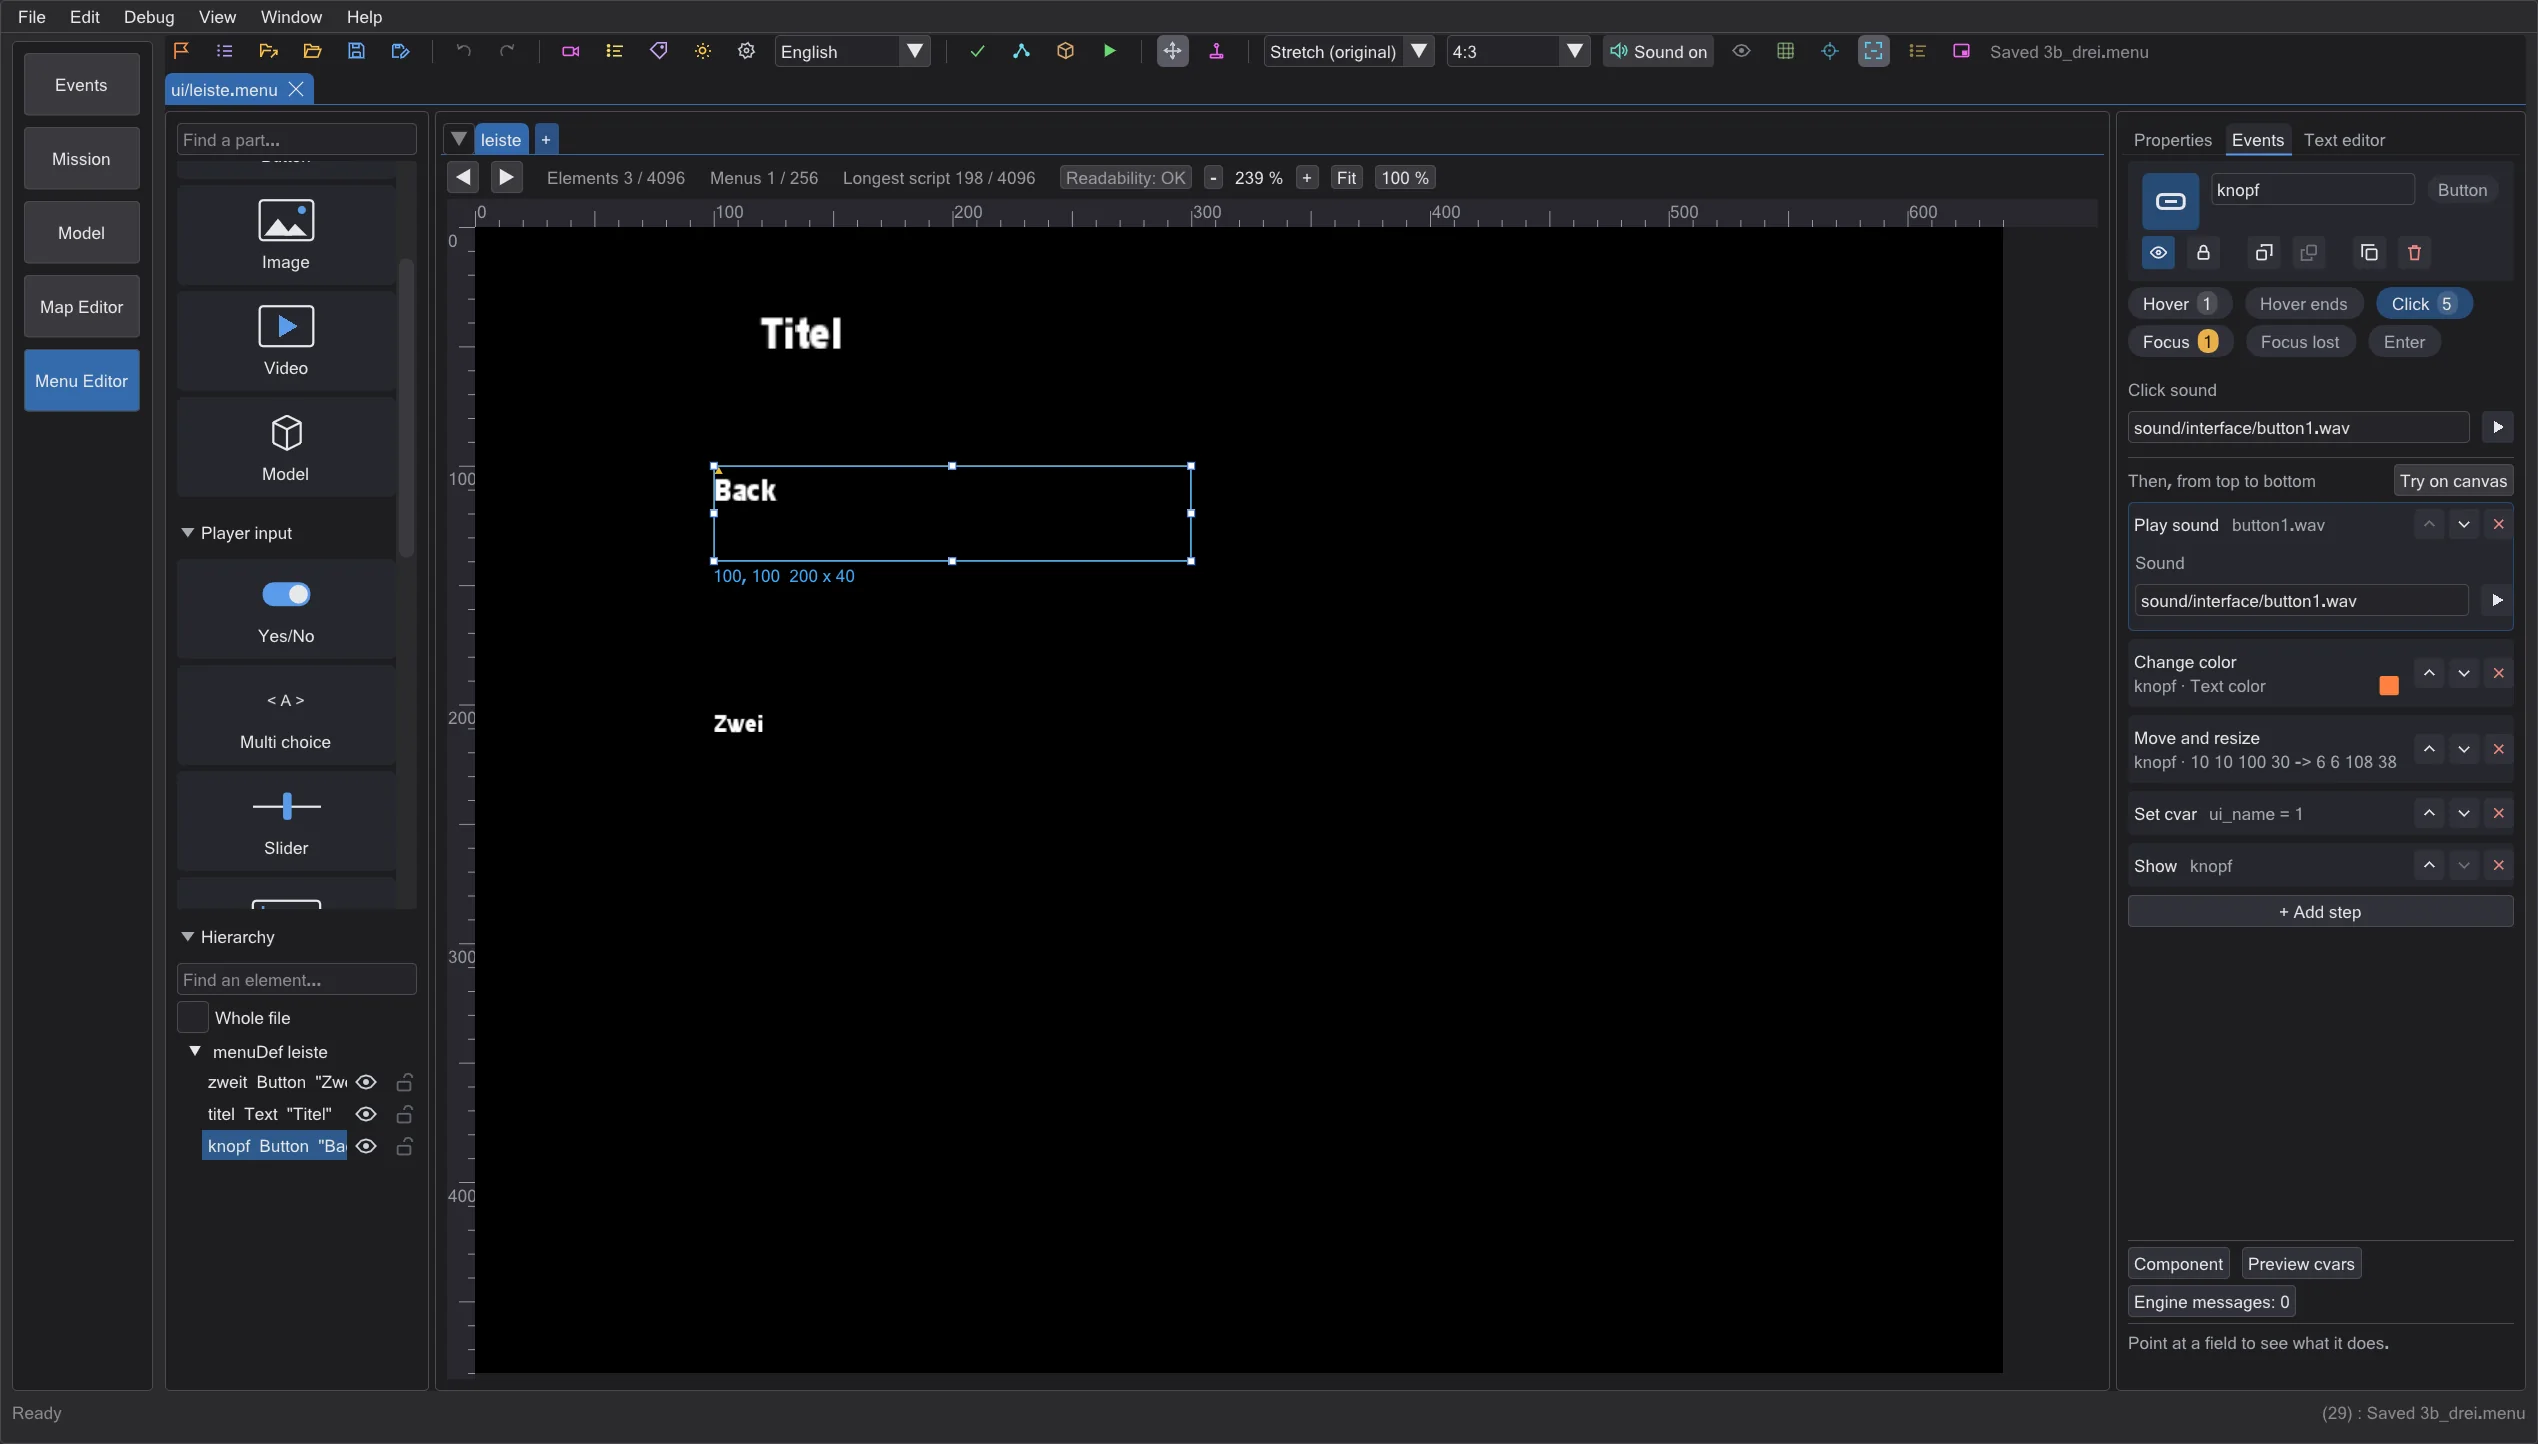 File Edit Debug View Window Help
English
Stretch (original)
4:3
Sound on
Saved 3b_drei.menu
Events
Mission
Model
Map Editor
Menu Editor
ui/leiste.menu
Find a part...
Image
Video
Model
Player input
Yes/No
< A >
Multi choice
Slider
Hierarchy
Find an element...
Whole file
menuDef leiste
zweit Button "Zwe
titel Text "Titel"
knopf Button "Ba
leiste +
Elements 3 / 4096 Menus 1 / 256 Longest script 198 / 4096 Readability: OK - 239 % + Fit 100 %
0 100 200 300 400 500 600
0
100
200
300
400
Titel
Back
100, 100 200 x 40
Zwei
Properties Events Text editor
knopf Button
Hover 1 Hover ends Click 5
Focus 1 Focus lost Enter
Click sound
sound/interface/button1.wav
Then, from top to bottom Try on canvas
Play sound button1.wav
Sound
sound/interface/button1.wav
Change color
knopf · Text color
Move and resize
knopf · 10 10 100 30 -> 6 6 108 38
Set cvar ui_name = 1
Show knopf
+ Add step
Component Preview cvars
Engine messages: 0
Point at a field to see what it does.
Ready
(29) : Saved 3b_drei.menu